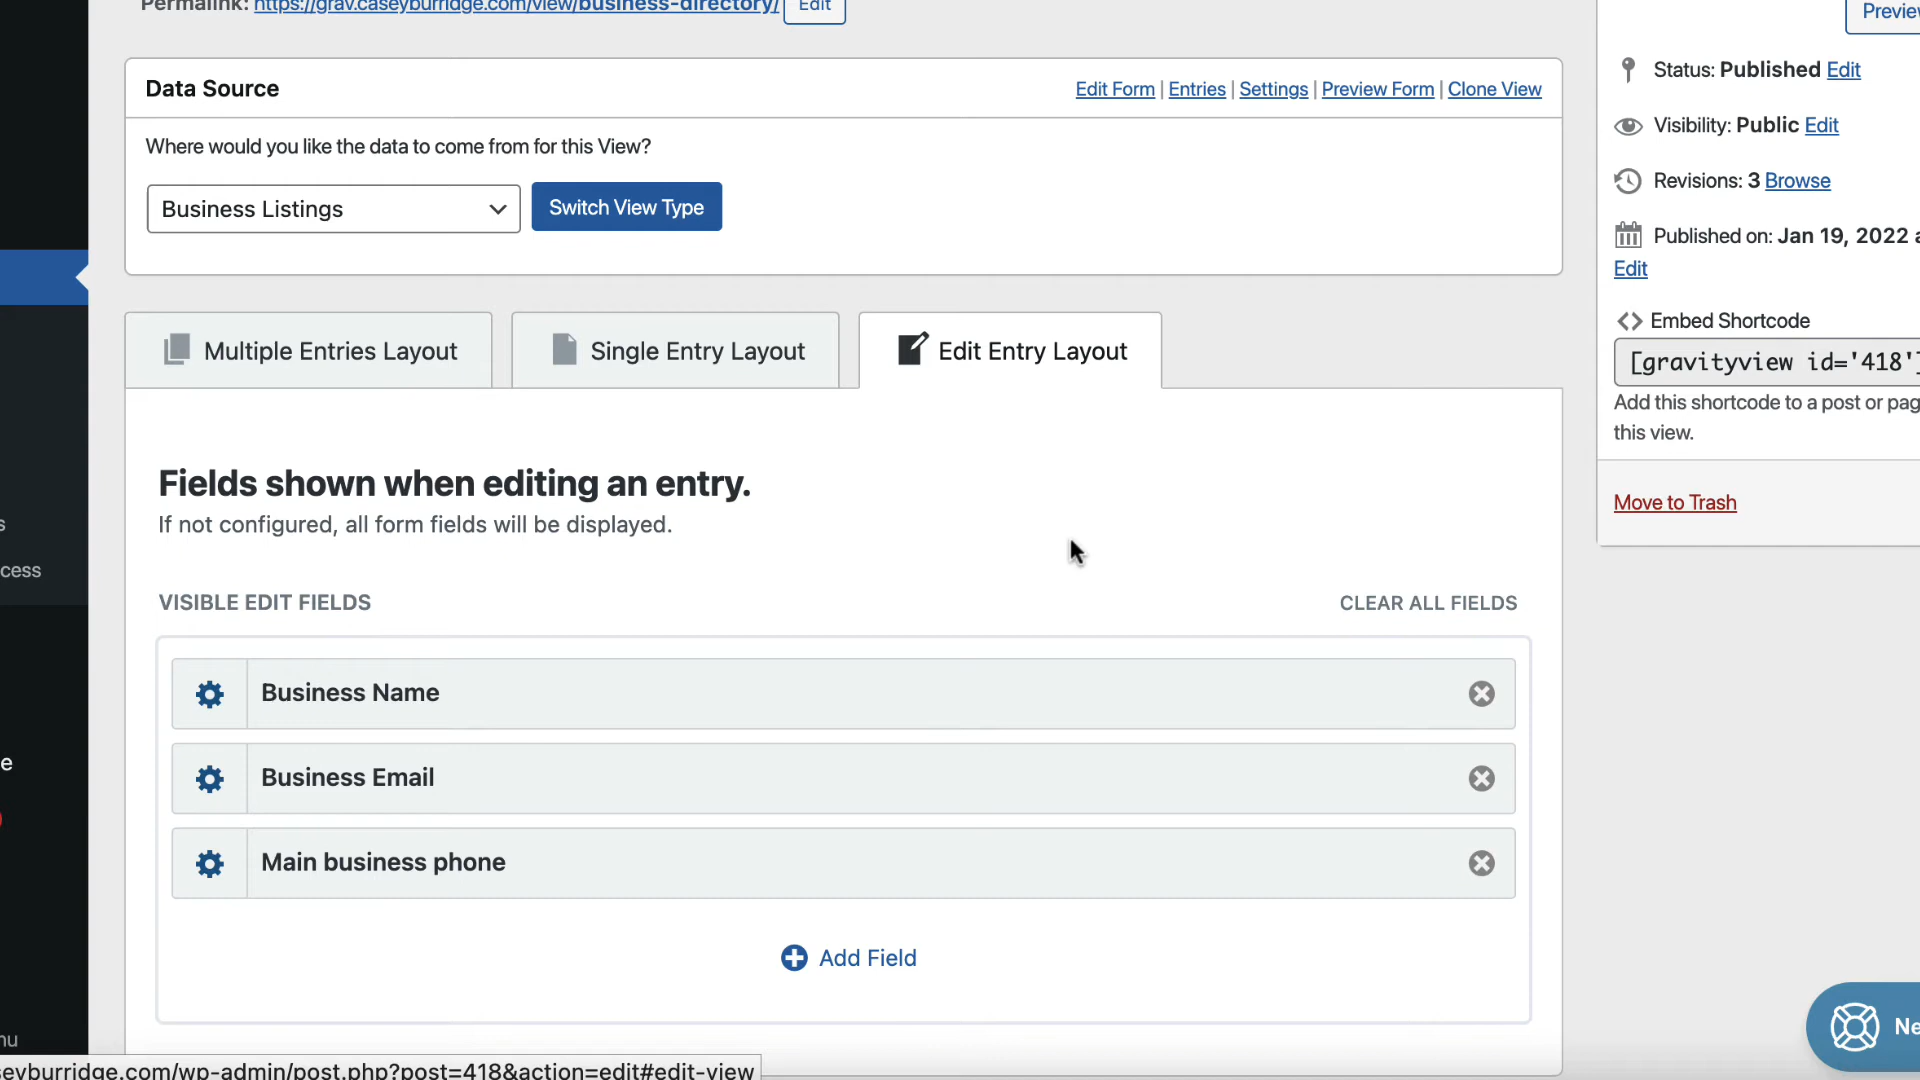 Permalink: https://grav.caseyburridge.com/view/business-directory/ Edit
Data Source
Edit Form | Entries | Settings | Preview Form | Clone View
Where would you like the data to come from for this View?
Business Listings
Switch View Type
Multiple Entries Layout
Single Entry Layout
Edit Entry Layout
Fields shown when editing an entry.
If not configured, all form fields will be displayed.
VISIBLE EDIT FIELDS
CLEAR ALL FIELDS
Business Name
Business Email
Main business phone
Add Field
Status: Published Edit
Visibility: Public Edit
Revisions: 3 Browse
Published on: Jan 19, 2022
Edit
Embed Shortcode
[gravityview id='418']
Add this shortcode to a post or pag
this view.
Move to Trash
Preview
s
cess
e
nu
Ne
seyburridge.com/wp-admin/post.php?post=418&action=edit#edit-view